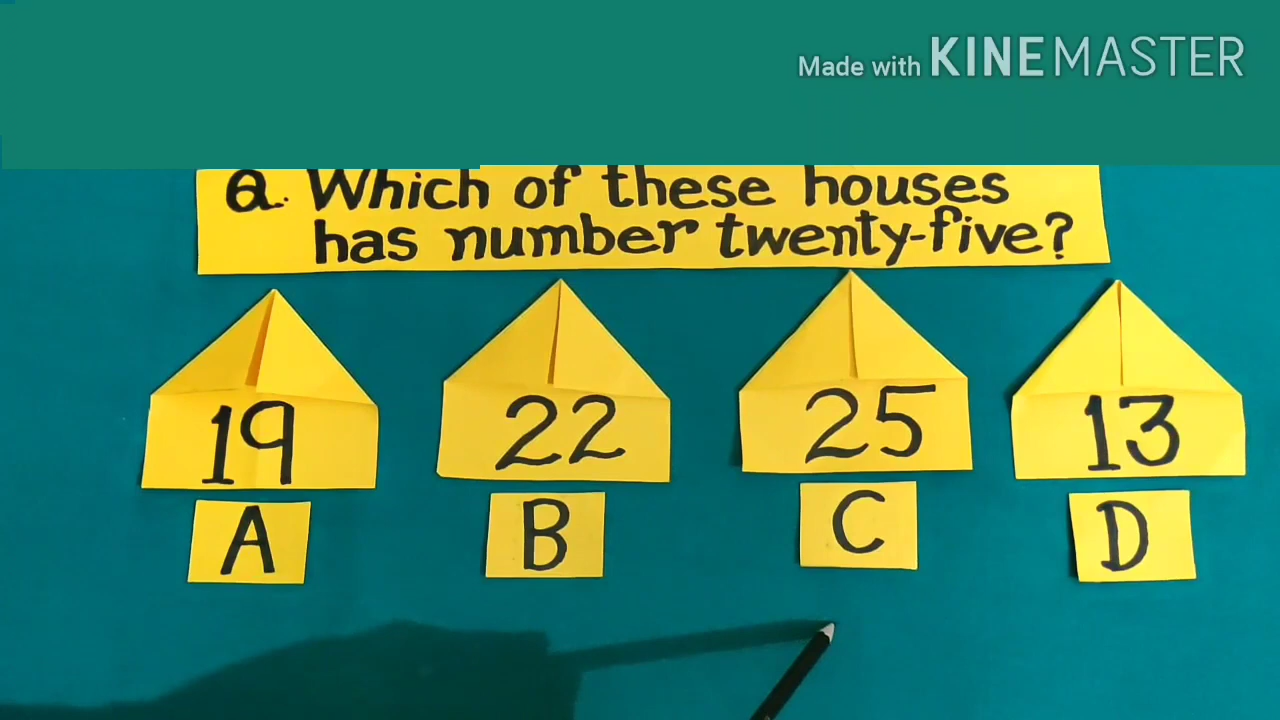 Made with KINEMASTER
Q. Which of these houses
has number twenty-five?
19 22 25 13
A B C D